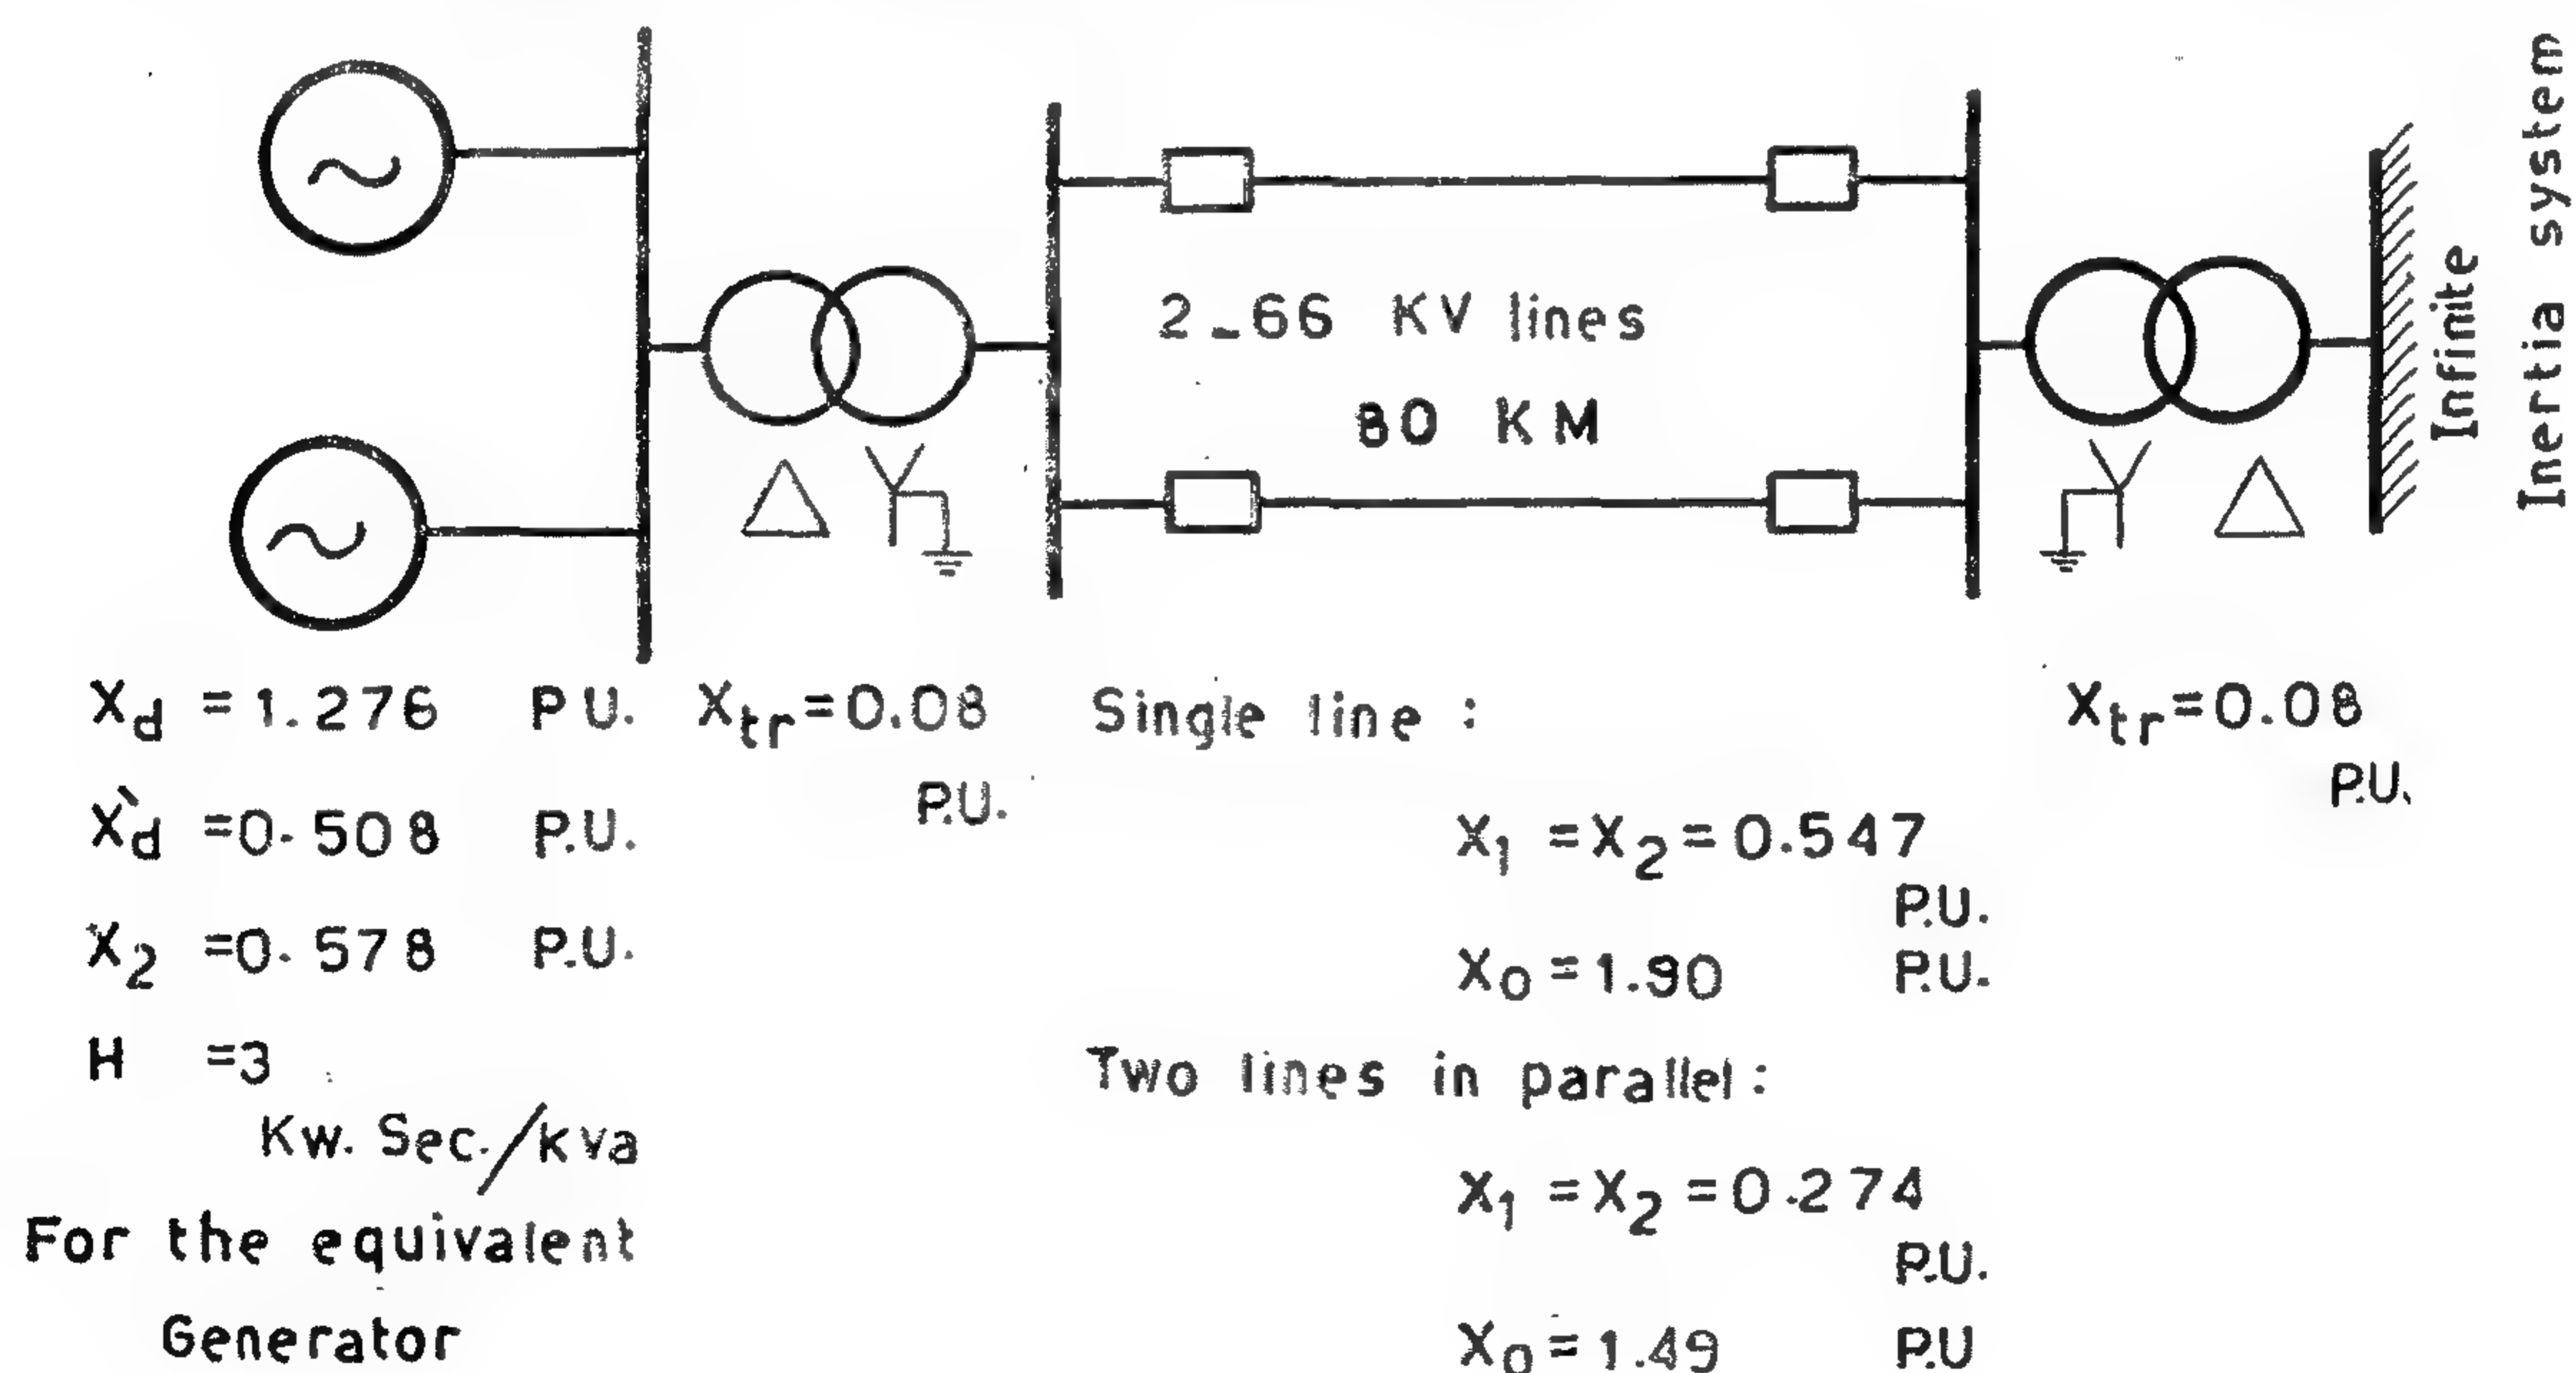 2-66 KV lines
80 KM
Infinite
Inertia system
Xd = 1.276 P.U.
X`d =0.508 P.U.
X2 =0.578 P.U.
H =3
Kw. Sec./kva
For the equivalent
Generator
Xtr=0.08
P.U.
Single line :
X1 =X2=0.547
P.U.
X0=1.90 P.U.
Two lines in parallel:
X1 =X2 =0.274
P.U.
X0=1.49 P.U
Xtr=0.08
P.U.